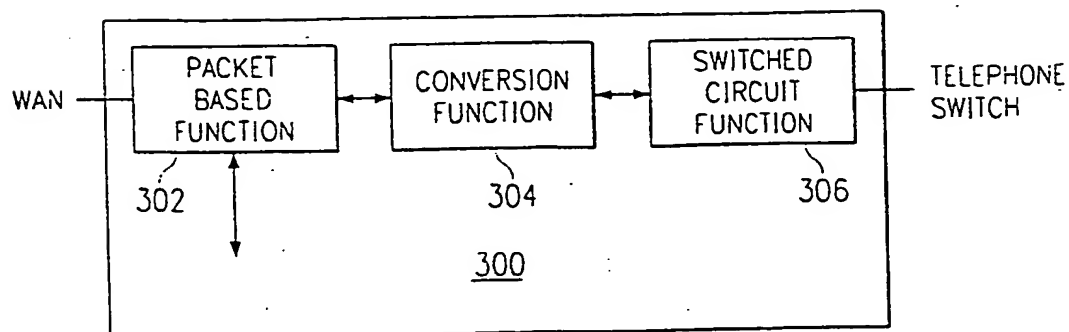 WAN
PACKET
BASED
FUNCTION
302
CONVERSION
FUNCTION
304
SWITCHED
CIRCUIT
FUNCTION
306
TELEPHONE
SWITCH
300